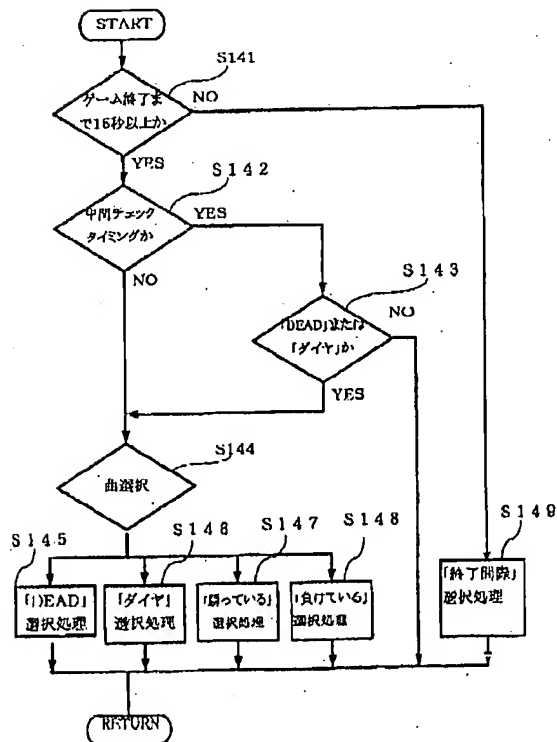 START
S141
ゲーム終了ま
で16秒以上か
NO
YES
S142
中間チェック
タイミングか
YES
NO
S143
「DEAD」または
「ダイヤ」か
NO
YES
S144
曲選択
S145
「DEAD」
選択処理
S146
「ダイヤ」
選択処理
S147
「勝っている」
選択処理
S148
「負けている」
選択処理
S149
「終了間際」
選択処理
RETURN